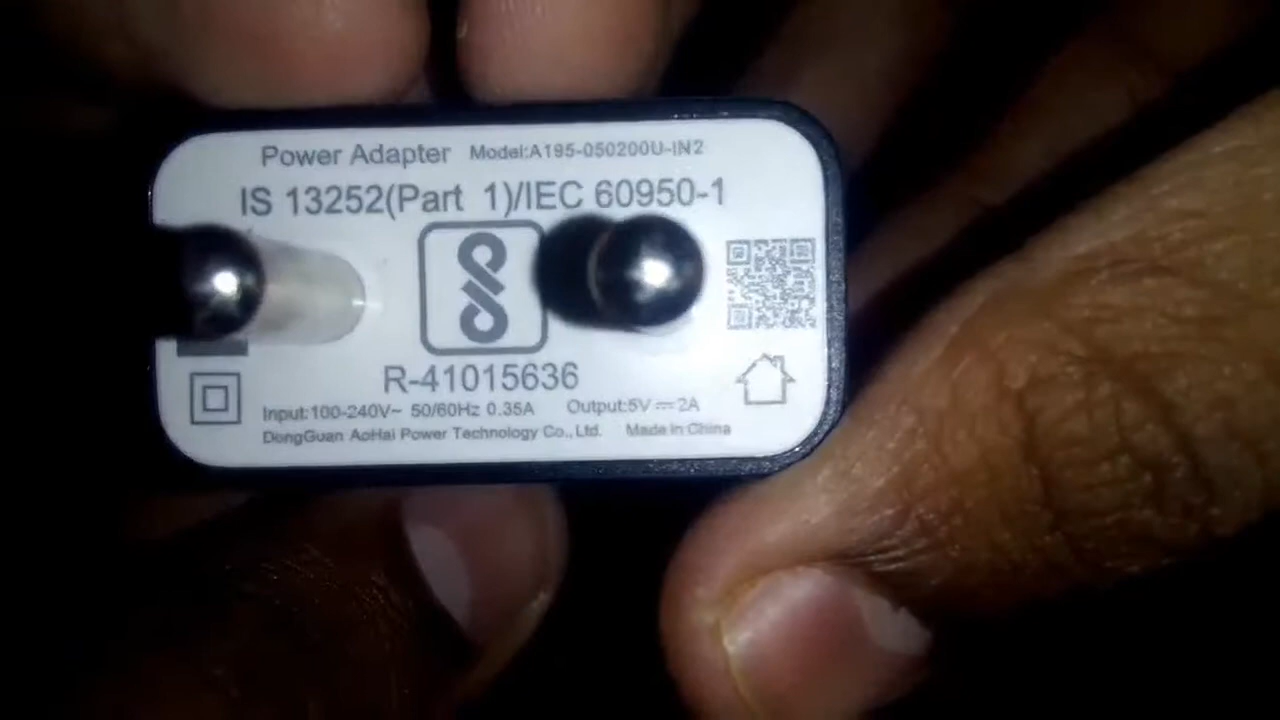 Power Adapter Model:A195-050200U-IN2
IS 13252(Part 1)/IEC 60950-1
R-41015636
Input:100-240V~ 50/60Hz 0.35A Output:5V⎓2A
DongGuan AoHai Power Technology Co., Ltd. Made in China